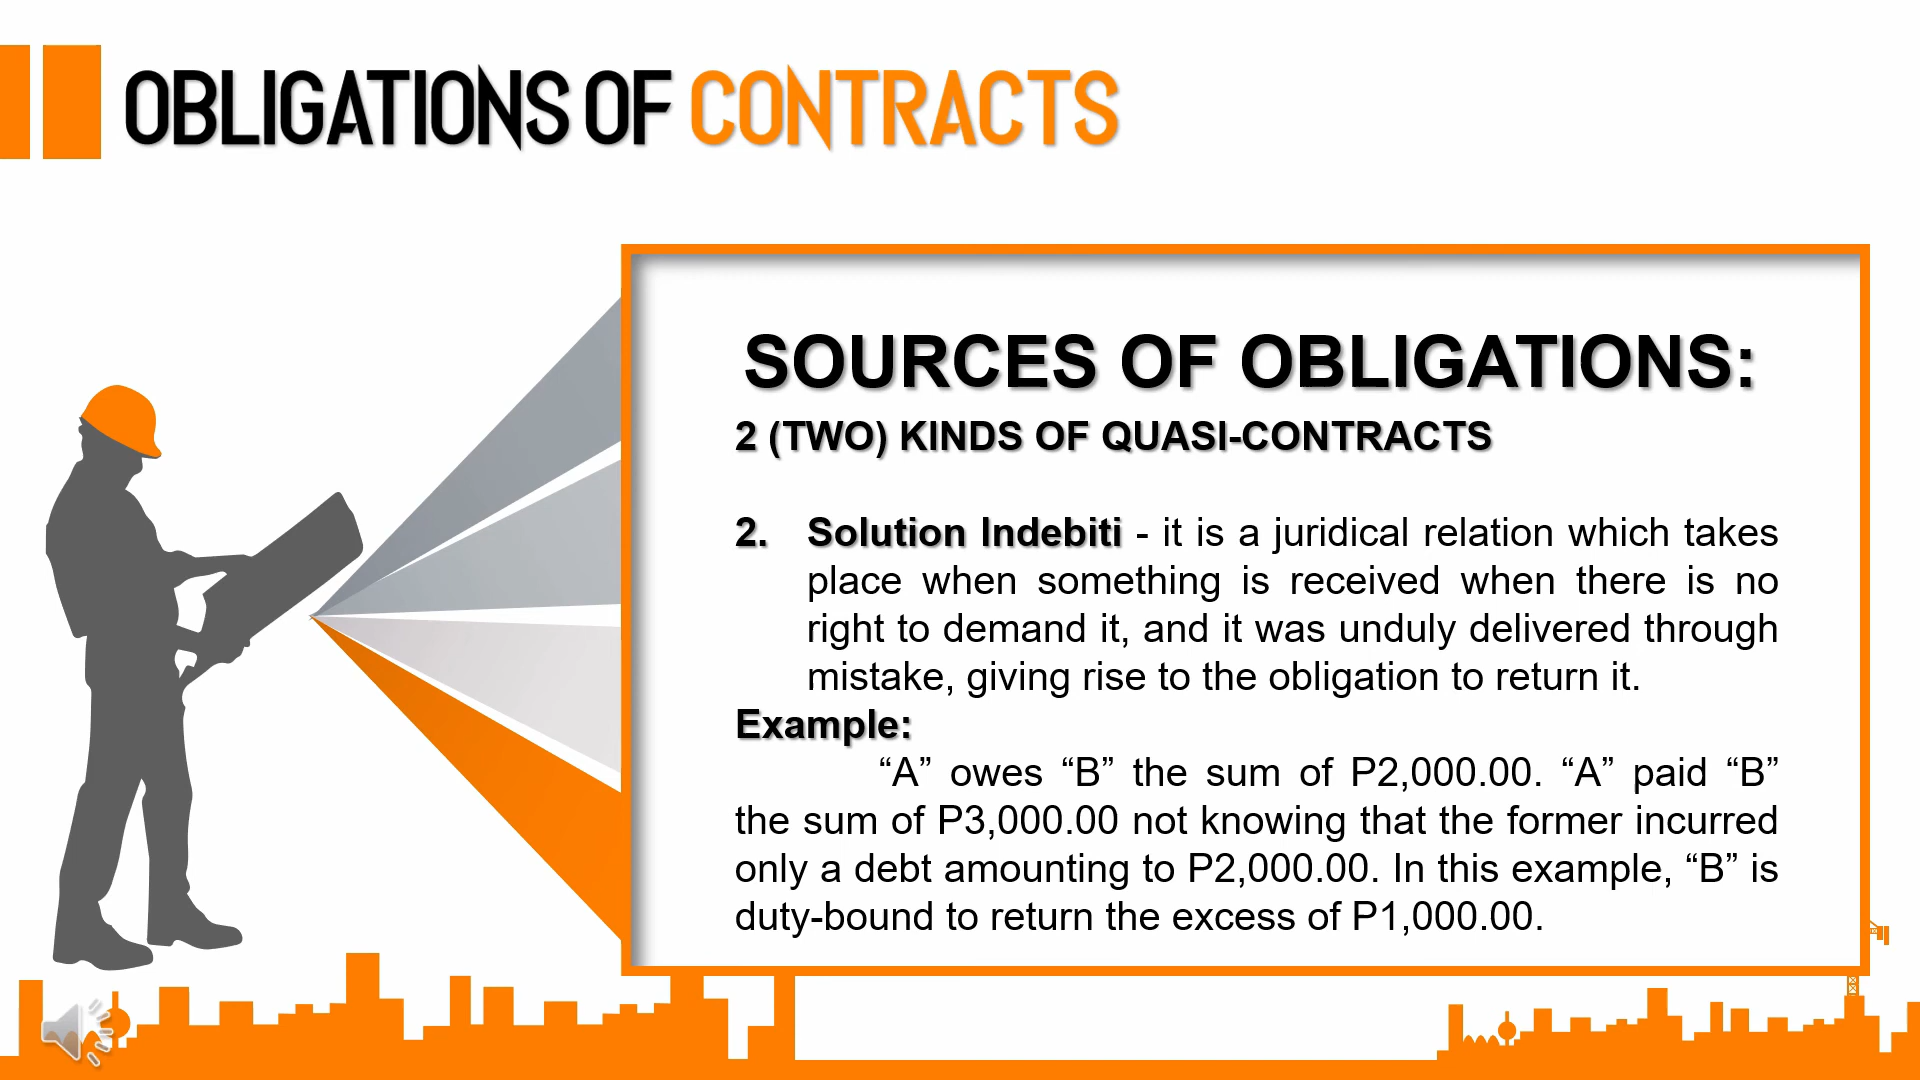 OBLIGATIONS OF CONTRACTS
SOURCES OF OBLIGATIONS:
2 (TWO) KINDS OF QUASI-CONTRACTS
2. Solution Indebiti - it is a juridical relation which takes
place when something is received when there is no
right to demand it, and it was unduly delivered through
mistake, giving rise to the obligation to return it.
Example:
“A” owes “B” the sum of P2,000.00. “A” paid “B”
the sum of P3,000.00 not knowing that the former incurred
only a debt amounting to P2,000.00. In this example, “B” is
duty-bound to return the excess of P1,000.00.